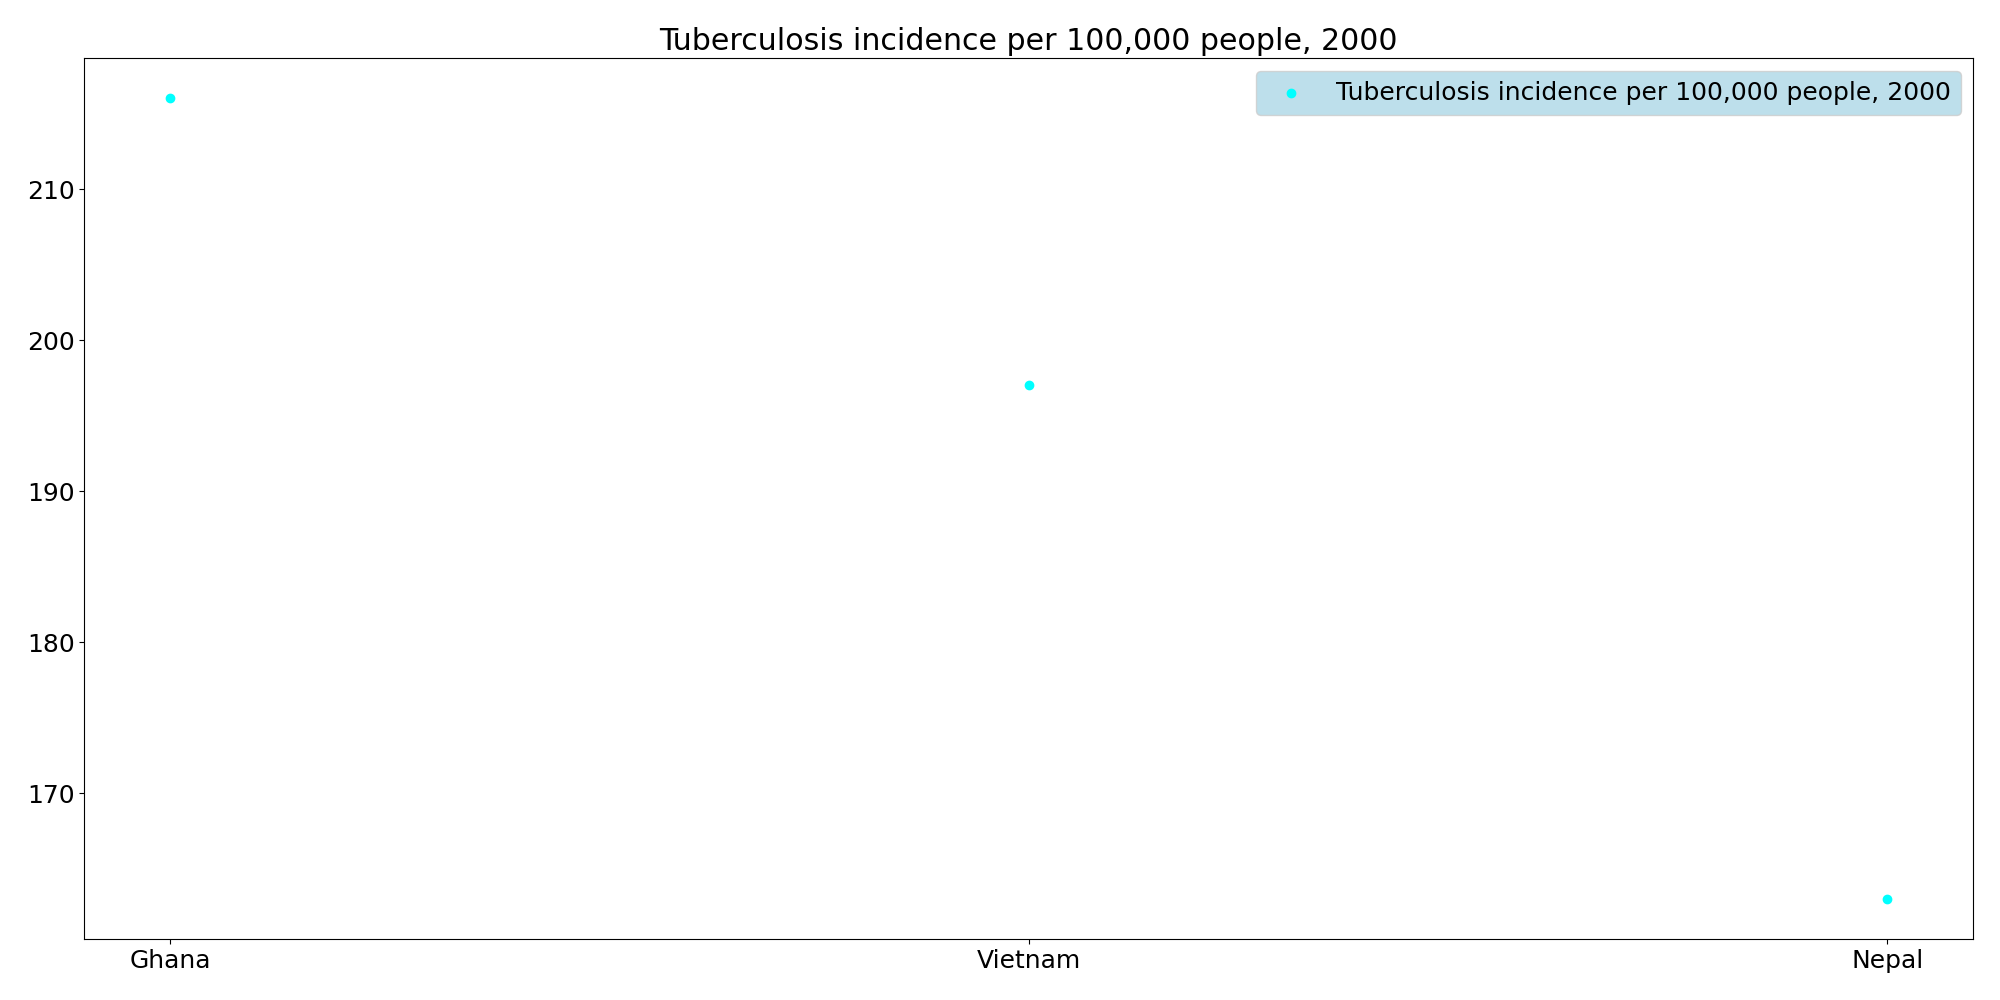 Tuberculosis incidence per 100,000 people, 2000
Tuberculosis incidence per 100,000 people, 2000
210
200
190
180
170
Ghana
Vietnam
Nepal